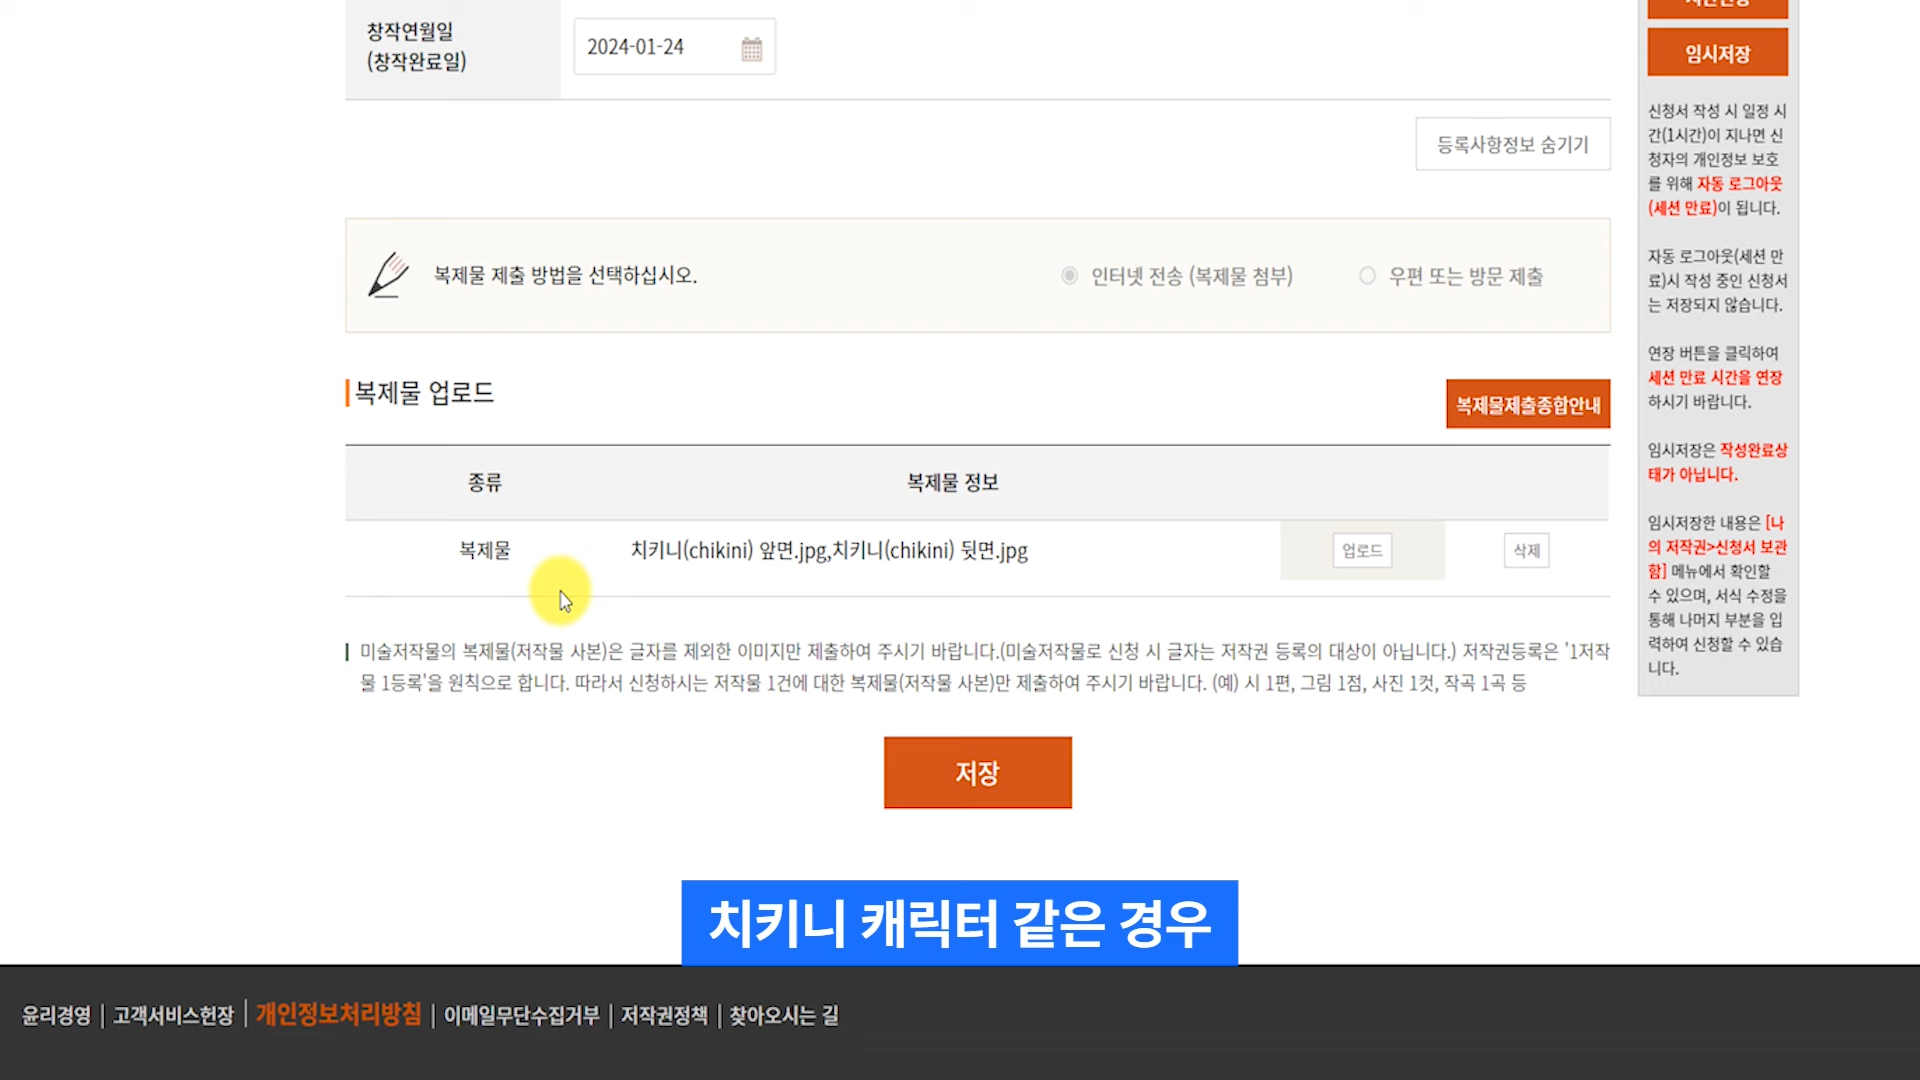 창작연월일
(창작완료일)
2024-01-24
등록사항정보 숨기기
복제물 제출 방법을 선택하십시오.
인터넷 전송 (복제물 첨부)
우편 또는 방문 제출
복제물 업로드
복제물제출종합안내
종류
복제물 정보
복제물
치키니(chikini) 앞면.jpg,치키니(chikini) 뒷면.jpg
업로드
삭제
미술저작물의 복제물(저작물 사본)은 글자를 제외한 이미지만 제출하여 주시기 바랍니다.(미술저작물로 신청 시 글자는 저작권 등록의 대상이 아닙니다.) 저작권등록은 '1저작
물 1등록'을 원칙으로 합니다. 따라서 신청하시는 저작물 1건에 대한 복제물(저작물 사본)만 제출하여 주시기 바랍니다. (예) 시 1편, 그림 1점, 사진 1컷, 작곡 1곡 등
저장
임시저장
신청서 작성 시 일정 시
간(1시간)이 지나면 신
청자의 개인정보 보호
를 위해 자동 로그아웃
(세션 만료)이 됩니다.
자동 로그아웃(세션 만
료)시 작성 중인 신청서
는 저장되지 않습니다.
연장 버튼을 클릭하여
세션 만료 시간을 연장
하시기 바랍니다.
임시저장은 작성완료상
태가 아닙니다.
임시저장한 내용은 [나
의 저작권>신청서 보관
함] 메뉴에서 확인할
수 있으며, 서식 수정을
통해 나머지 부분을 입
력하여 신청할 수 있습
니다.
치키니 캐릭터 같은 경우
윤리경영 | 고객서비스헌장 | 개인정보처리방침 | 이메일무단수집거부 | 저작권정책 | 찾아오시는 길